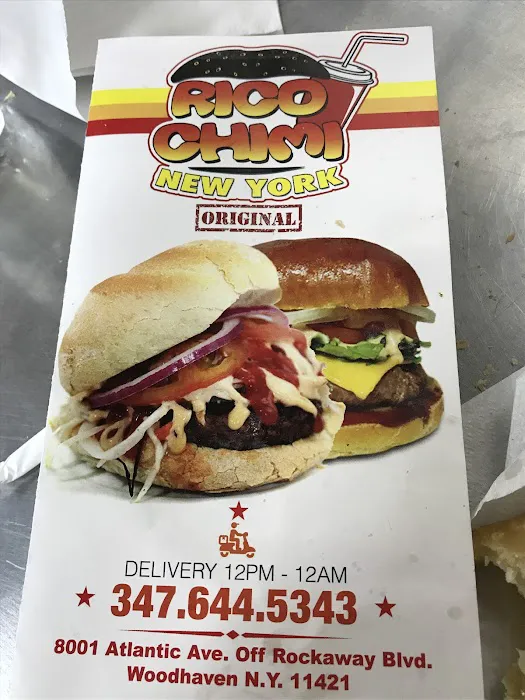 RICO
CHIMI
NEW YORK
ORIGINAL
DELIVERY 12PM - 12AM
347.644.5343
8001 Atlantic Ave. Off Rockaway Blvd.
Woodhaven N.Y. 11421